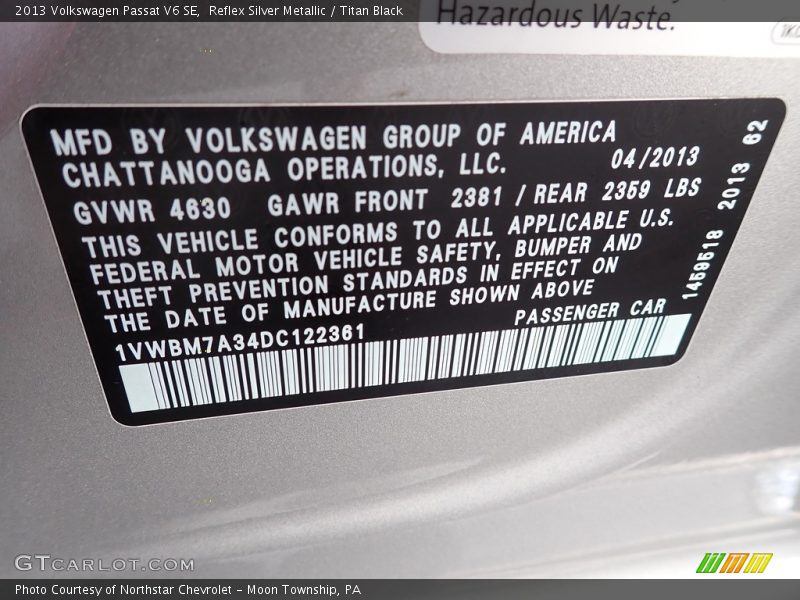 2013 Volkswagen Passat V6 SE,  Reflex Silver Metallic / Titan Black
Hazardous Waste.
MFD BY VOLKSWAGEN GROUP OF AMERICA
CHATTANOOGA OPERATIONS, LLC. 04/2013
GVWR 4630 GAWR FRONT 2381 / REAR 2359 LBS
THIS VEHICLE CONFORMS TO ALL APPLICABLE U.S.
FEDERAL MOTOR VEHICLE SAFETY, BUMPER AND
THEFT PREVENTION STANDARDS IN EFFECT ON
THE DATE OF MANUFACTURE SHOWN ABOVE
1VWBM7A34DC122361 PASSENGER CAR
1459518 2013 62
GTCARLOT.COM
Photo Courtesy of Northstar Chevrolet – Moon Township, PA